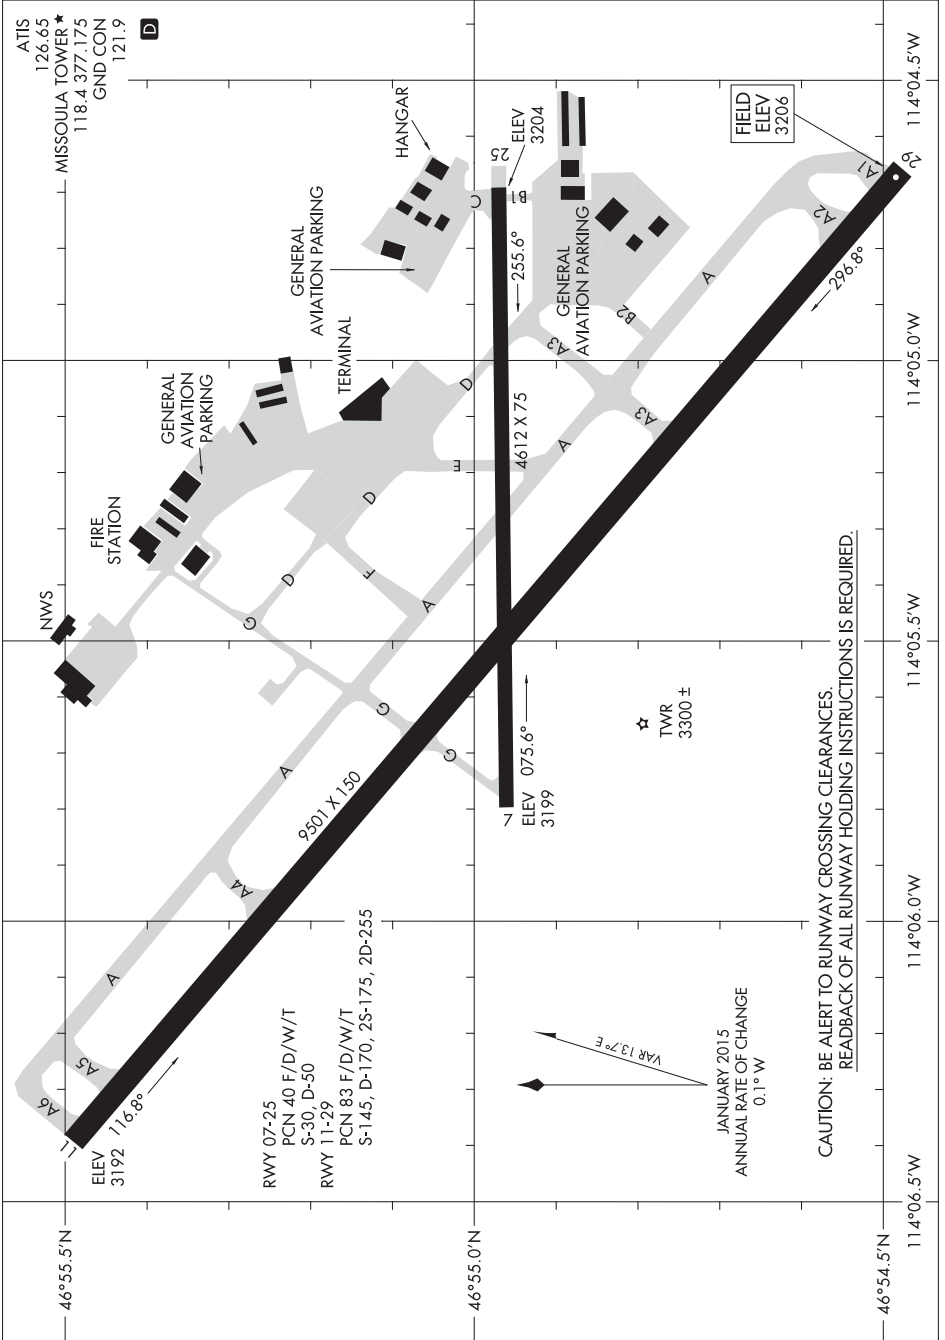 ATIS
126.65
MISSOULA TOWER★
118.4 377.175
GND CON
121.9
D
HANGAR
GENERAL
AVIATION PARKING
TERMINAL
GENERAL
AVIATION
PARKING
FIRE
STATION
NWS
ELEV
3204
25
C
B1
255.6°
GENERAL
AVIATION PARKING
FIELD
ELEV
3206
29
A1
A2
296.8°
A
B2
A3
A3
A
D
E
4612 X 75
D
F
D
G
A
G
G
A
9501 X 150
A4
A
A5
A6
11
116.8°
ELEV
3192
7
ELEV
3199
075.6°
TWR
3300 ±
RWY 07-25
PCN 40 F/D/W/T
S-30, D-50
RWY 11-29
PCN 83 F/D/W/T
S-145, D-170, 2S-175, 2D-255
VAR 13.7° E
JANUARY 2015
ANNUAL RATE OF CHANGE
0.1° W
CAUTION: BE ALERT TO RUNWAY CROSSING CLEARANCES.
READBACK OF ALL RUNWAY HOLDING INSTRUCTIONS IS REQUIRED.
46°55.5'N
46°55.0'N
46°54.5'N
114°06.5'W
114°06.0'W
114°05.5'W
114°05.0'W
114°04.5'W